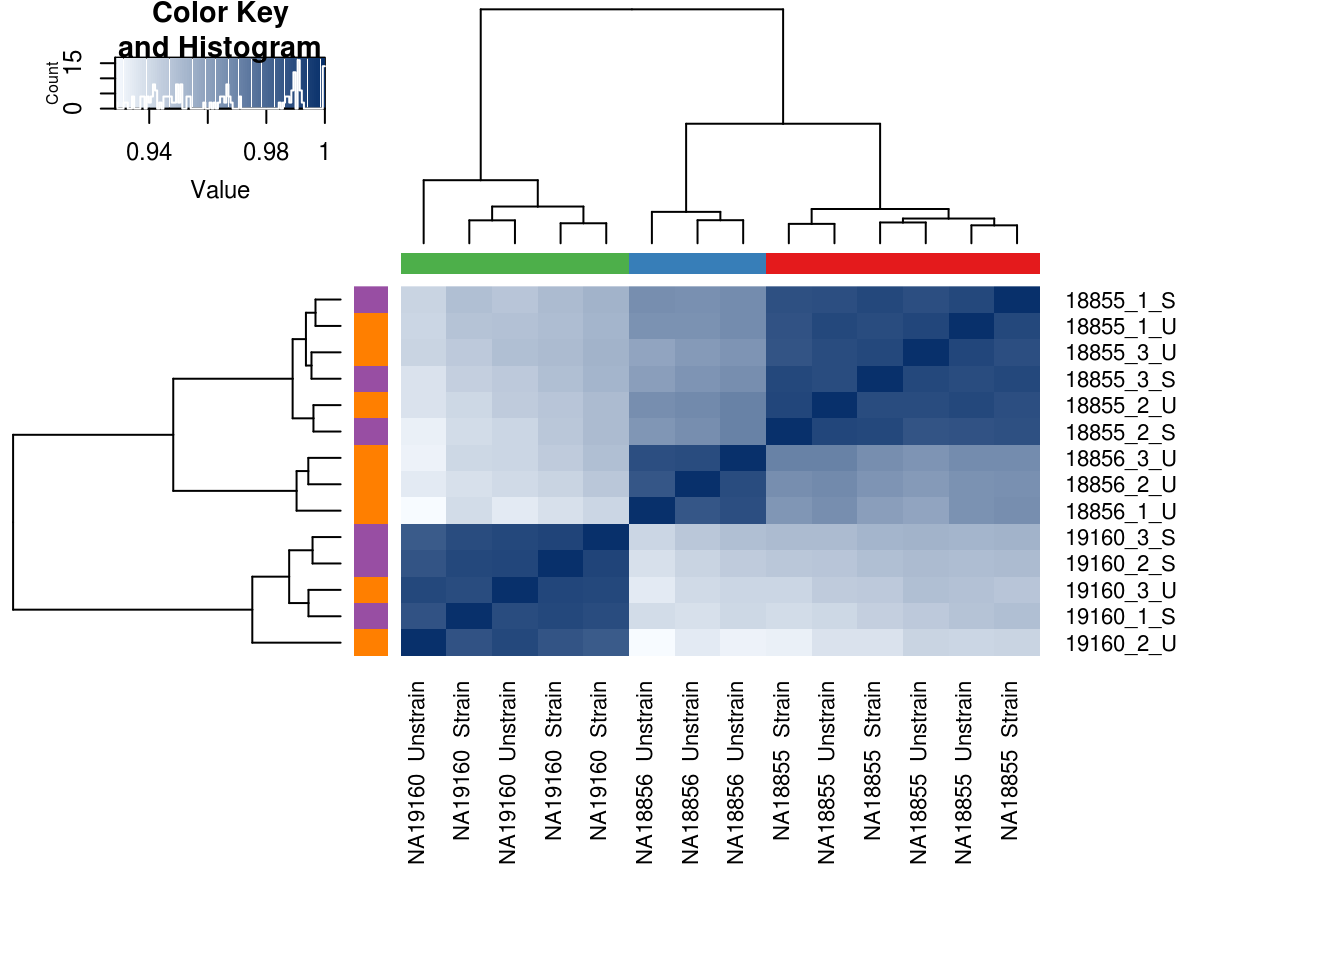 Color Key
and Histogram
Count
0 15
0.94 0.98 1
Value
18855_1_S
18855_1_U
18855_3_U
18855_3_S
18855_2_U
18855_2_S
18856_3_U
18856_2_U
18856_1_U
19160_3_S
19160_2_S
19160_3_U
19160_1_S
19160_2_U
NA19160 Unstrain
NA19160 Strain
NA19160 Unstrain
NA19160 Strain
NA19160 Strain
NA18856 Unstrain
NA18856 Unstrain
NA18856 Unstrain
NA18855 Strain
NA18855 Unstrain
NA18855 Strain
NA18855 Unstrain
NA18855 Unstrain
NA18855 Strain